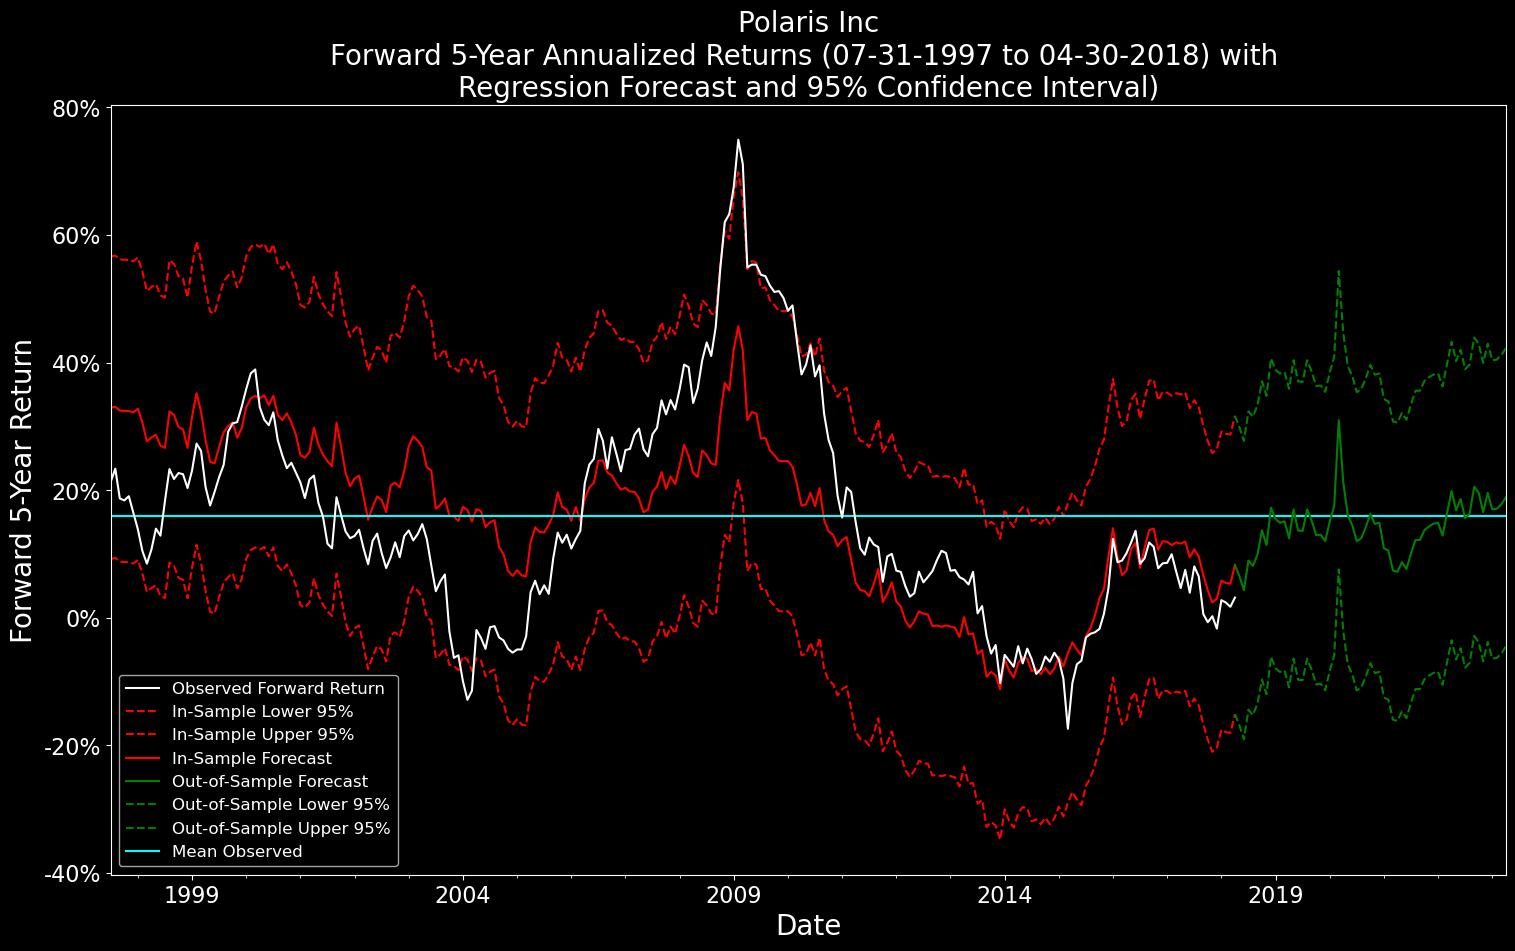 Polaris Inc
Forward 5-Year Annualized Returns (07-31-1997 to 04-30-2018) with
Regression Forecast and 95% Confidence Interval)
Forward 5-Year Return
80%
60%
40%
20%
0%
-20%
-40%
Observed Forward Return
In-Sample Lower 95%
In-Sample Upper 95%
In-Sample Forecast
Out-of-Sample Forecast
Out-of-Sample Lower 95%
Out-of-Sample Upper 95%
Mean Observed
1999
2004
2009
2014
2019
Date